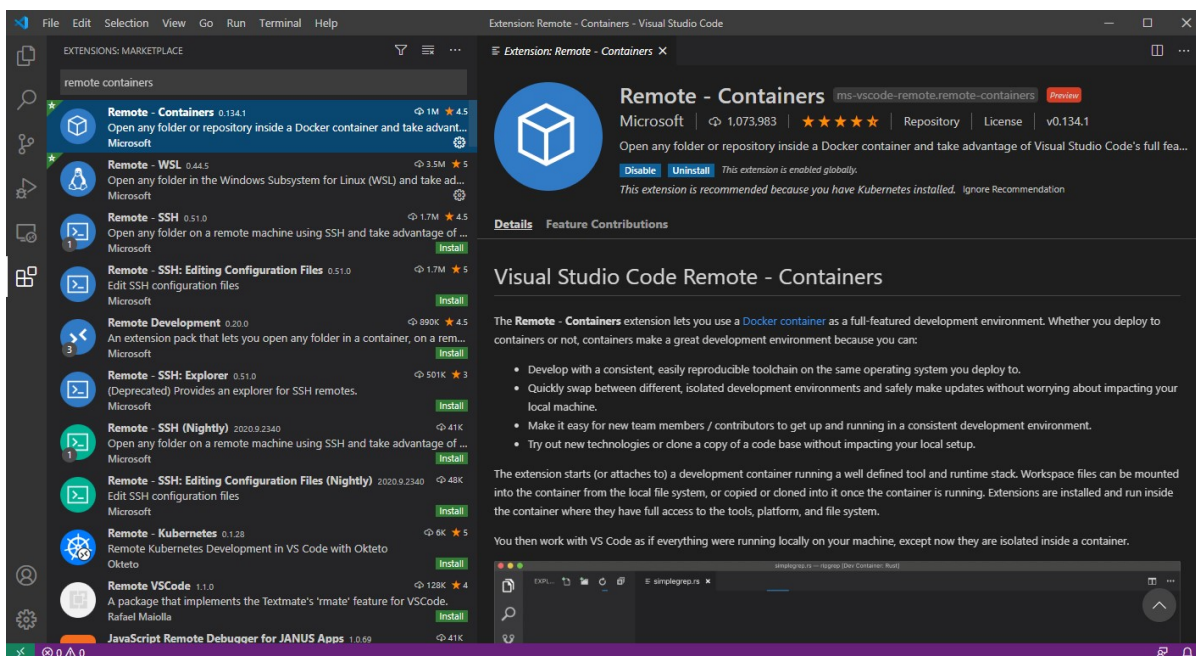 File Edit Selection View Go Run Terminal Help
Extension: Remote - Containers - Visual Studio Code
EXTENSIONS: MARKETPLACE
remote containers
Remote - Containers 0.134.1 1M ★ 4.5
Open any folder or repository inside a Docker container and take advant...
Microsoft
Remote - WSL 0.44.5 3.5M ★ 5
Open any folder in the Windows Subsystem for Linux (WSL) and take ad...
Microsoft
Remote - SSH 0.51.0 1.7M ★ 4.5
Open any folder on a remote machine using SSH and take advantage of ...
1
Microsoft Install
Remote - SSH: Editing Configuration Files 0.51.0 1.7M ★ 5
Edit SSH configuration files
Microsoft Install
Remote Development 0.20.0 890K ★ 4.5
An extension pack that lets you open any folder in a container, on a rem...
3
Microsoft Install
Remote - SSH: Explorer 0.51.0 501K ★ 3
(Deprecated) Provides an explorer for SSH remotes.
Microsoft Install
Remote - SSH (Nightly) 2020.9.2340 41K
Open any folder on a remote machine using SSH and take advantage of ...
1
Microsoft Install
Remote - SSH: Editing Configuration Files (Nightly) 2020.9.2340 48K
Edit SSH configuration files
Microsoft Install
Remote - Kubernetes 0.1.28 6K ★ 5
Remote Kubernetes Development in VS Code with Okteto
Okteto Install
Remote VSCode 1.1.0 128K ★ 4
A package that implements the Textmate's 'rmate' feature for VSCode.
Rafael Maiolla Install
JavaScript Remote Debugger for JANUS Apps 1.0.69 41K
0 0
Extension: Remote - Containers
Remote - Containers ms-vscode-remote.remote-containers Preview
Microsoft 1,073,983 Repository License v0.134.1
Open any folder or repository inside a Docker container and take advantage of Visual Studio Code's full fea...
Disable Uninstall This extension is enabled globally.
This extension is recommended because you have Kubernetes installed. Ignore Recommendation
Details Feature Contributions
Visual Studio Code Remote - Containers
The Remote - Containers extension lets you use a Docker container as a full-featured development environment. Whether you deploy to
containers or not, containers make a great development environment because you can:
• Develop with a consistent, easily reproducible toolchain on the same operating system you deploy to.
• Quickly swap between different, isolated development environments and safely make updates without worrying about impacting your
local machine.
• Make it easy for new team members / contributors to get up and running in a consistent development environment.
• Try out new technologies or clone a copy of a code base without impacting your local setup.
The extension starts (or attaches to) a development container running a well defined tool and runtime stack. Workspace files can be mounted
into the container from the local file system, or copied or cloned into it once the container is running. Extensions are installed and run inside
the container where they have full access to the tools, platform, and file system.
You then work with VS Code as if everything were running locally on your machine, except now they are isolated inside a container.
simplegrep.rs — ripgrep [Dev Container: Rust]
EXPL... simplegrep.rs